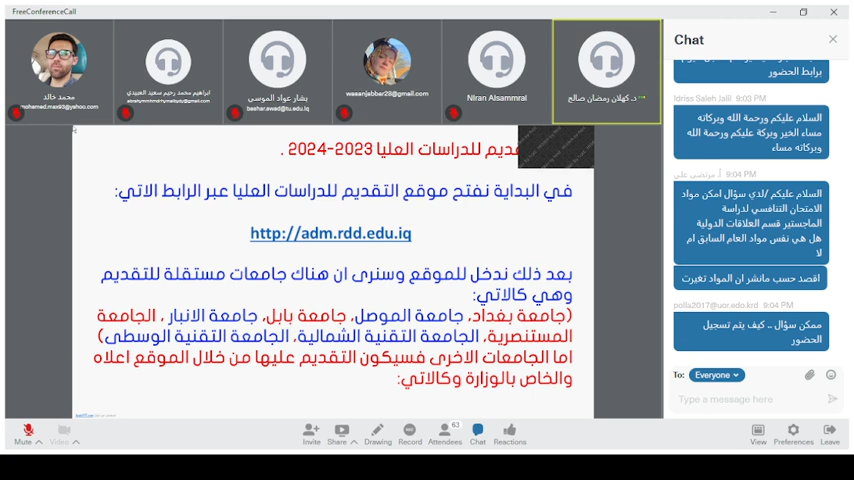 FreeConferenceCall
محمد خالد
mohamed.max93@yahoo.com
ابراهيم محمد رحيم سعيد العبيدي
بشار عواد الموسي
bashar.awad@tu.edu.iq
wasanjabbar28@gmail.com
Niran Alsammrai
د. كهلان رمضان صالح
ديم للدراسات العليا 2023-2024 .
في البداية نفتح موقع التقديم للدراسات العليا عبر الرابط الاتي:
http://adm.rdd.edu.iq
بعد ذلك ندخل للموقع وسنرى ان هناك جامعات مستقلة للتقديم
وهي كالاتي:
(جامعة بغداد، جامعة الموصل، جامعة بابل، جامعة الانبار ، الجامعة
المستنصرية، الجامعة التقنية الشمالية، الجامعة التقنية الوسطى)
اما الجامعات الاخرى فسيكون التقديم عليها من خلال الموقع اعلاه
والخاص بالوزارة وكالاتي:
Chat
برابط الحضور
Idriss Saleh Jalil 9:03 PM
السلام عليكم ورحمة الله وبركاته
مساء الخير وبركة عليكم ورحمة الله
وبركاته مساء
أ. مرتضى علي 9:04 PM
السلام عليكم /لدي سؤال امكن مواد
الامتحان التنافسي لدراسة
الماجستير قسم العلاقات الدولية
هل هي نفس مواد العام السابق ام
لا
اقصد حسب مانشر ان المواد تغيرت
polla2017@uor.edo.krd 9:04 PM
ممكن سؤال .. كيف يتم تسجيل
الحضور
To: Everyone
Type a message here
Mute
Video
Invite
Share
Drawing
Record
63
Attendees
Chat
Reactions
View
Preferences
Leave